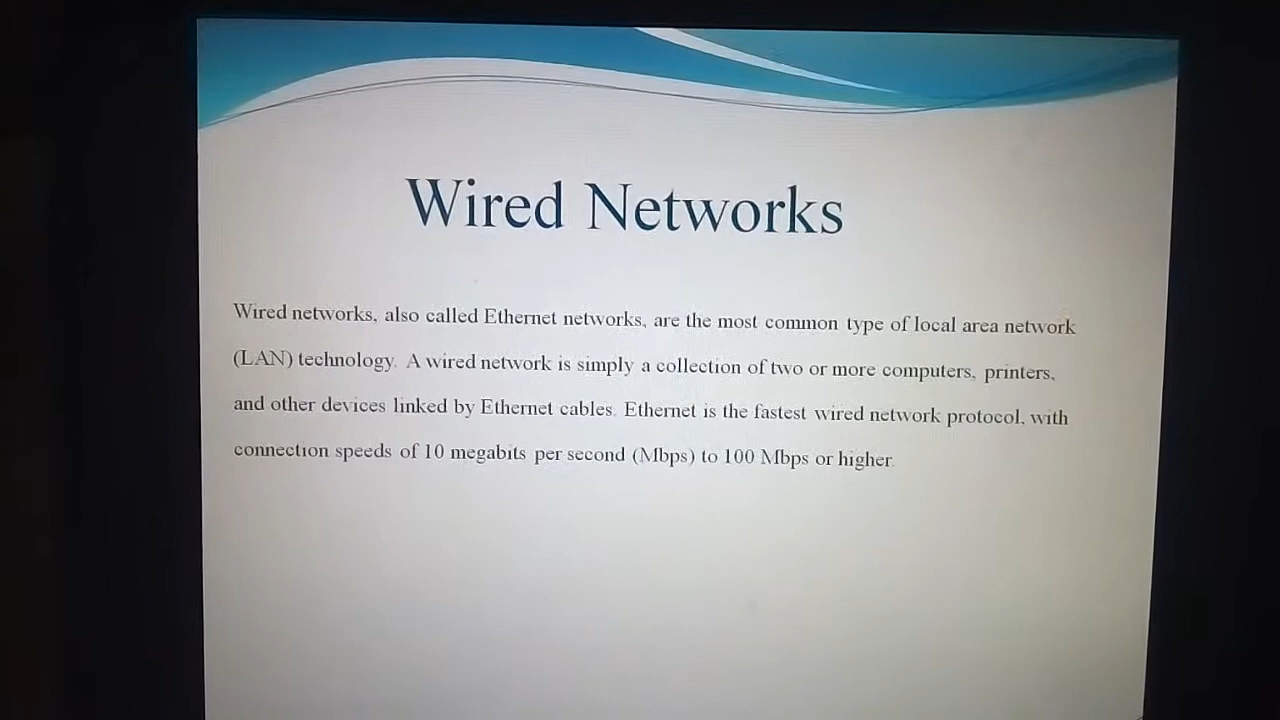 Wired Networks
Wired networks, also called Ethernet networks, are the most common type of local area network
(LAN) technology. A wired network is simply a collection of two or more computers, printers,
and other devices linked by Ethernet cables. Ethernet is the fastest wired network protocol, with
connection speeds of 10 megabits per second (Mbps) to 100 Mbps or higher.